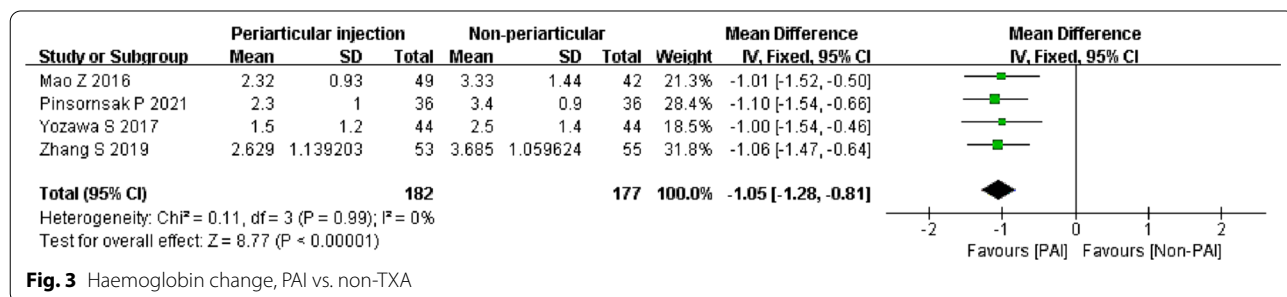 Periarticular injection Non-periarticular Mean Difference Mean Difference
Study or Subgroup Mean SD Total Mean SD Total Weight IV, Fixed, 95% CI IV, Fixed, 95% CI
Mao Z 2016 2.32 0.93 49 3.33 1.44 42 21.3% -1.01 [-1.52, -0.50]
Pinsornsak P 2021 2.3 1 36 3.4 0.9 36 28.4% -1.10 [-1.54, -0.66]
Yozawa S 2017 1.5 1.2 44 2.5 1.4 44 18.5% -1.00 [-1.54, -0.46]
Zhang S 2019 2.629 1.139203 53 3.685 1.059624 55 31.8% -1.06 [-1.47, -0.64]
Total (95% CI) 182 177 100.0% -1.05 [-1.28, -0.81]
Heterogeneity: Chi² = 0.11, df = 3 (P = 0.99); I² = 0%
Test for overall effect: Z = 8.77 (P < 0.00001)
-2 -1 0 1 2
Favours [PAI] Favours [Non-PAI]
Fig. 3 Haemoglobin change, PAI vs. non-TXA